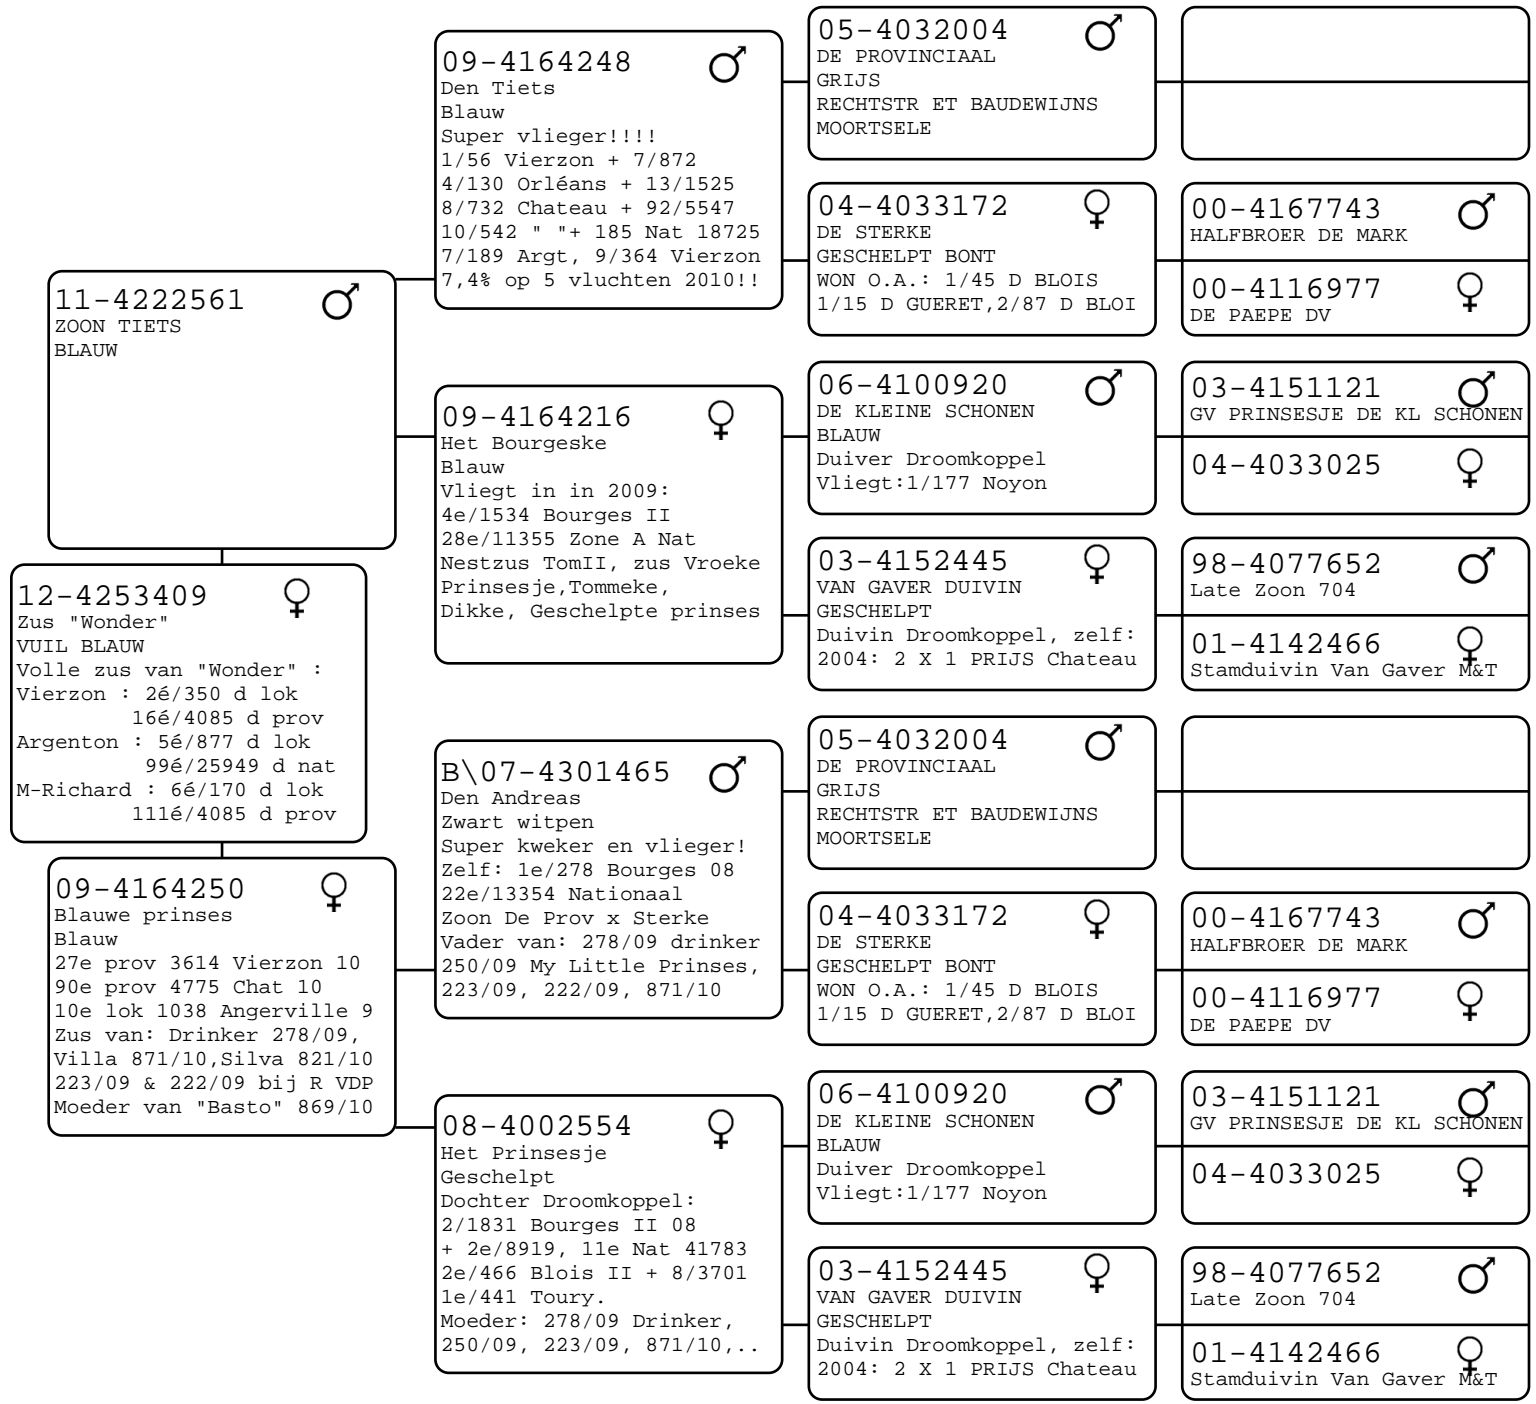 12-4253409
Zus "Wonder"
VUIL BLAUW
Volle zus van "Wonder" :
Vierzon : 2é/350 d lok
16é/4085 d prov
Argenton : 5é/877 d lok
99é/25949 d nat
M-Richard : 6é/170 d lok
111é/4085 d prov
11-4222561
ZOON TIETS
BLAUW
09-4164250
Blauwe prinses
Blauw
27e prov 3614 Vierzon 10
90e prov 4775 Chat 10
10e lok 1038 Angerville 9
Zus van: Drinker 278/09,
Villa 871/10,Silva 821/10
223/09 & 222/09 bij R VDP
Moeder van "Basto" 869/10
09-4164248
Den Tiets
Blauw
Super vlieger!!!!
1/56 Vierzon + 7/872
4/130 Orléans + 13/1525
8/732 Chateau + 92/5547
10/542 " "+ 185 Nat 18725
7/189 Argt, 9/364 Vierzon
7,4% op 5 vluchten 2010!!
09-4164216
Het Bourgeske
Blauw
Vliegt in in 2009:
4e/1534 Bourges II
28e/11355 Zone A Nat
Nestzus TomII, zus Vroeke
Prinsesje,Tommeke,
Dikke, Geschelpte prinses
B\07-4301465
Den Andreas
Zwart witpen
Super kweker en vlieger!
Zelf: 1e/278 Bourges 08
22e/13354 Nationaal
Zoon De Prov x Sterke
Vader van: 278/09 drinker
250/09 My Little Prinses,
223/09, 222/09, 871/10
08-4002554
Het Prinsesje
Geschelpt
Dochter Droomkoppel:
2/1831 Bourges II 08
+ 2e/8919, 11e Nat 41783
2e/466 Blois II + 8/3701
1e/441 Toury.
Moeder: 278/09 Drinker,
250/09, 223/09, 871/10,..
05-4032004
DE PROVINCIAAL
GRIJS
RECHTSTR ET BAUDEWIJNS
MOORTSELE
04-4033172
DE STERKE
GESCHELPT BONT
WON O.A.: 1/45 D BLOIS
1/15 D GUERET,2/87 D BLOI
06-4100920
DE KLEINE SCHONEN
BLAUW
Duiver Droomkoppel
Vliegt:1/177 Noyon
03-4152445
VAN GAVER DUIVIN
GESCHELPT
Duivin Droomkoppel, zelf:
2004: 2 X 1 PRIJS Chateau
05-4032004
DE PROVINCIAAL
GRIJS
RECHTSTR ET BAUDEWIJNS
MOORTSELE
04-4033172
DE STERKE
GESCHELPT BONT
WON O.A.: 1/45 D BLOIS
1/15 D GUERET,2/87 D BLOI
06-4100920
DE KLEINE SCHONEN
BLAUW
Duiver Droomkoppel
Vliegt:1/177 Noyon
03-4152445
VAN GAVER DUIVIN
GESCHELPT
Duivin Droomkoppel, zelf:
2004: 2 X 1 PRIJS Chateau
00-4167743
HALFBROER DE MARK
00-4116977
DE PAEPE DV
03-4151121
GV PRINSESJE DE KL SCHONEN
04-4033025
98-4077652
Late Zoon 704
01-4142466
Stamduivin Van Gaver M&T
00-4167743
HALFBROER DE MARK
00-4116977
DE PAEPE DV
03-4151121
GV PRINSESJE DE KL SCHONEN
04-4033025
98-4077652
Late Zoon 704
01-4142466
Stamduivin Van Gaver M&T